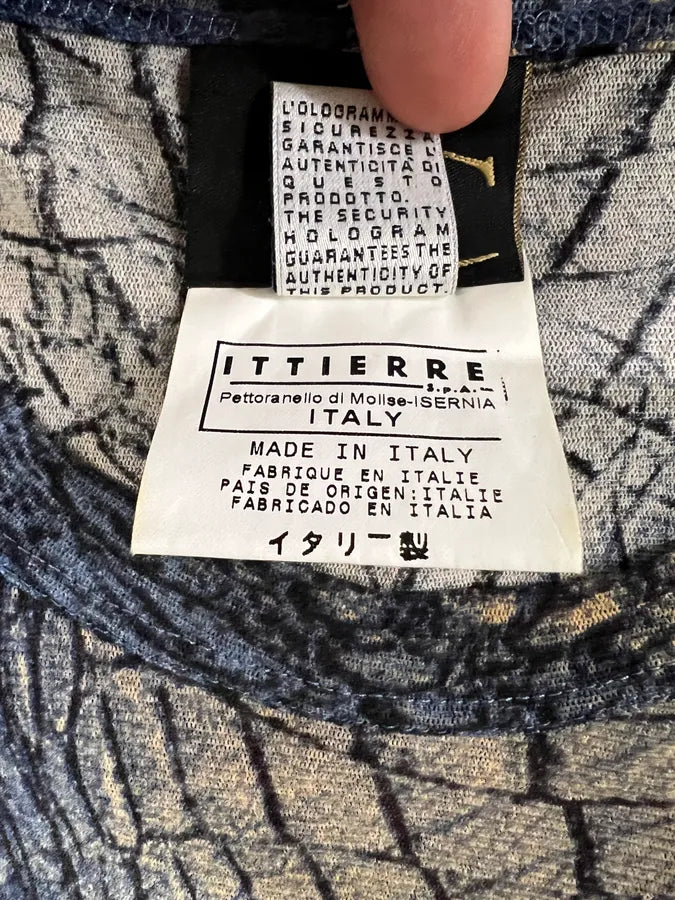 L'OLOGRAMM
SICUREZZA
GARANTISCE L'
AUTENTICITÀ DI
QUESTO
PRODOTTO.
THE SECURITY
HOLOGRAM
GUARANTEES THE
AUTHENTICITY OF
THIS PRODUCT.
ITTIERRE
S.p.A.
Pettoranello di Molise-ISERNIA
ITALY
MADE IN ITALY
FABRIQUE EN ITALIE
PAIS DE ORIGEN:ITALIE
FABRICADO EN ITALIA
イタリー製